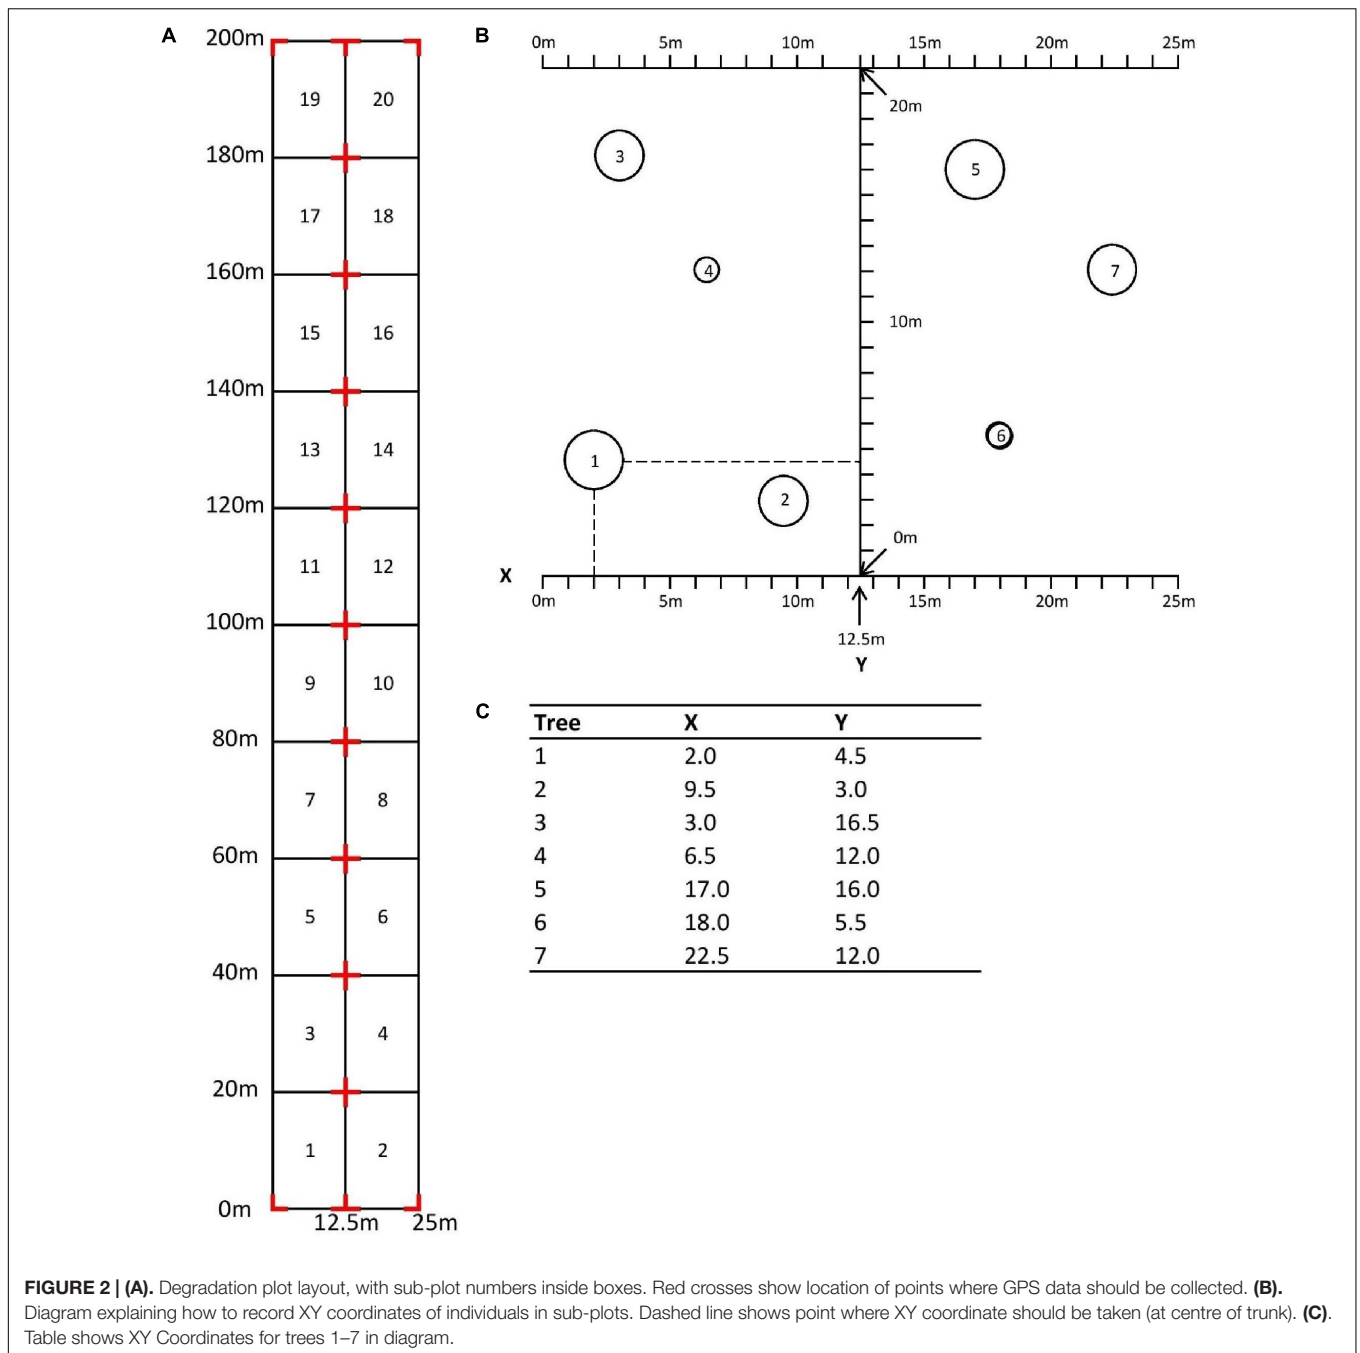 A
200m
19 20
180m
17 18
160m
15 16
140m
13 14
120m
11 12
100m
9 10
80m
7 8
60m
5 6
40m
3 4
20m
1 2
0m
12.5m 25m
B
0m 5m 10m 15m 20m 25m
20m
3
5
4
7
10m
6
1
2
0m
X
0m 5m 10m 15m 20m 25m
12.5m
Y
C
Tree X Y
1 2.0 4.5
2 9.5 3.0
3 3.0 16.5
4 6.5 12.0
5 17.0 16.0
6 18.0 5.5
7 22.5 12.0
FIGURE 2 | (A). Degradation plot layout, with sub-plot numbers inside boxes. Red crosses show location of points where GPS data should be collected. (B).
Diagram explaining how to record XY coordinates of individuals in sub-plots. Dashed line shows point where XY coordinate should be taken (at centre of trunk). (C).
Table shows XY Coordinates for trees 1–7 in diagram.